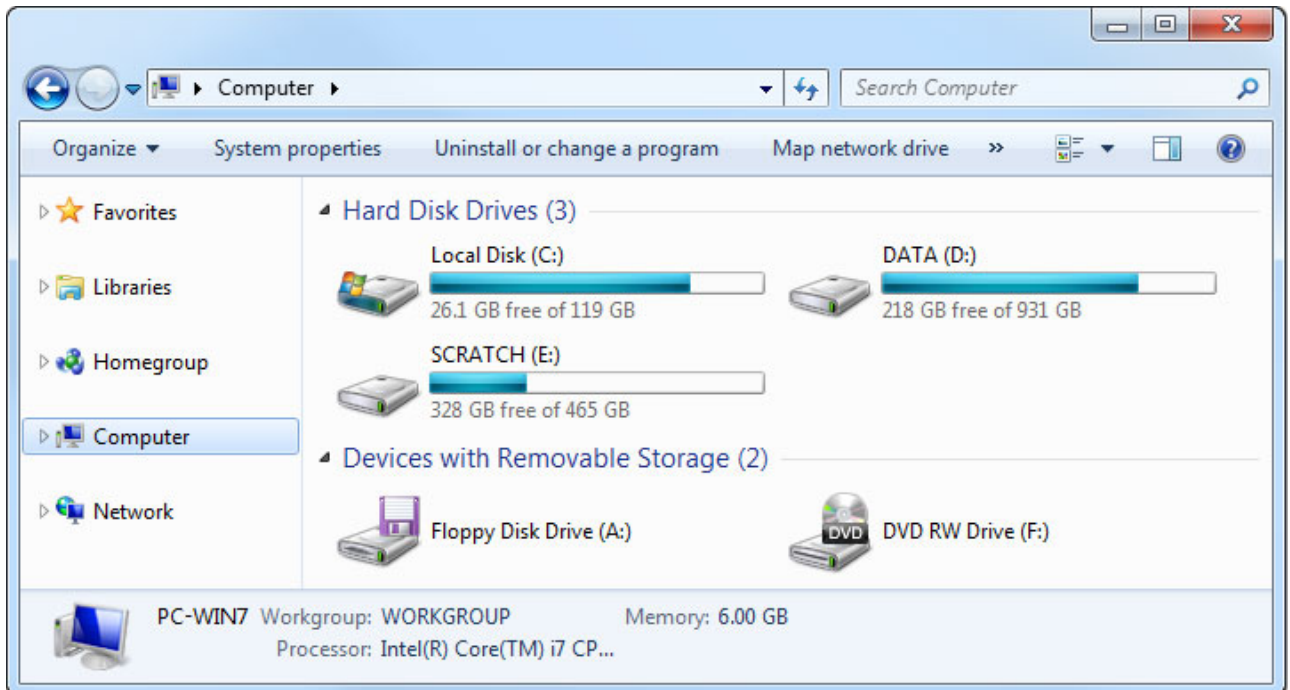 Computer
Search Computer
Organize System properties Uninstall or change a program Map network drive »
Favorites
Libraries
Homegroup
Computer
Network
Hard Disk Drives (3)
Local Disk (C:)
26.1 GB free of 119 GB
DATA (D:)
218 GB free of 931 GB
SCRATCH (E:)
328 GB free of 465 GB
Devices with Removable Storage (2)
Floppy Disk Drive (A:)
DVD
DVD RW Drive (F:)
PC-WIN7 Workgroup: WORKGROUP Memory: 6.00 GB
Processor: Intel(R) Core(TM) i7 CP...